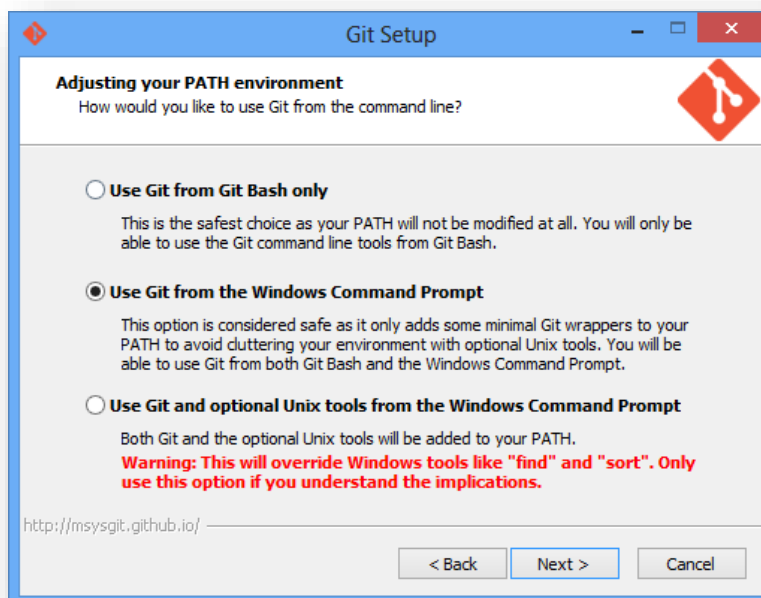 Git Setup
Adjusting your PATH environment
How would you like to use Git from the command line?
Use Git from Git Bash only
This is the safest choice as your PATH will not be modified at all. You will only be
able to use the Git command line tools from Git Bash.
Use Git from the Windows Command Prompt
This option is considered safe as it only adds some minimal Git wrappers to your
PATH to avoid cluttering your environment with optional Unix tools. You will be
able to use Git from both Git Bash and the Windows Command Prompt.
Use Git and optional Unix tools from the Windows Command Prompt
Both Git and the optional Unix tools will be added to your PATH.
Warning: This will override Windows tools like "find" and "sort". Only
use this option if you understand the implications.
http://msysgit.github.io/
< Back Next > Cancel